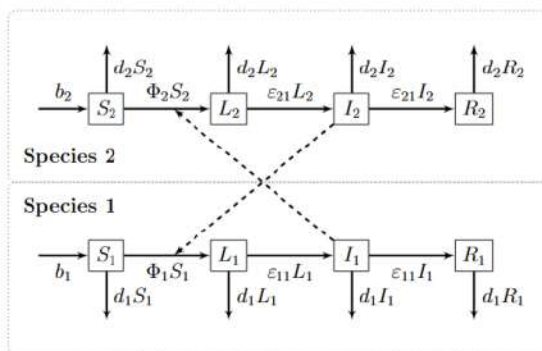 d₂S₂ d₂L₂ d₂I₂ d₂R₂
b₂ S₂ Φ₂S₂ L₂ ε₂₁L₂ I₂ ε₂₁I₂ R₂
Species 2
Species 1
b₁ S₁ Φ₁S₁ L₁ ε₁₁L₁ I₁ ε₁₁I₁ R₁
d₁S₁ d₁L₁ d₁I₁ d₁R₁